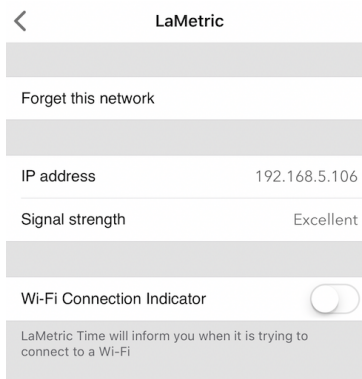 LaMetric
Forget this network
IP address 192.168.5.106
Signal strength Excellent
Wi-Fi Connection Indicator
LaMetric Time will inform you when it is trying to
connect to a Wi-Fi